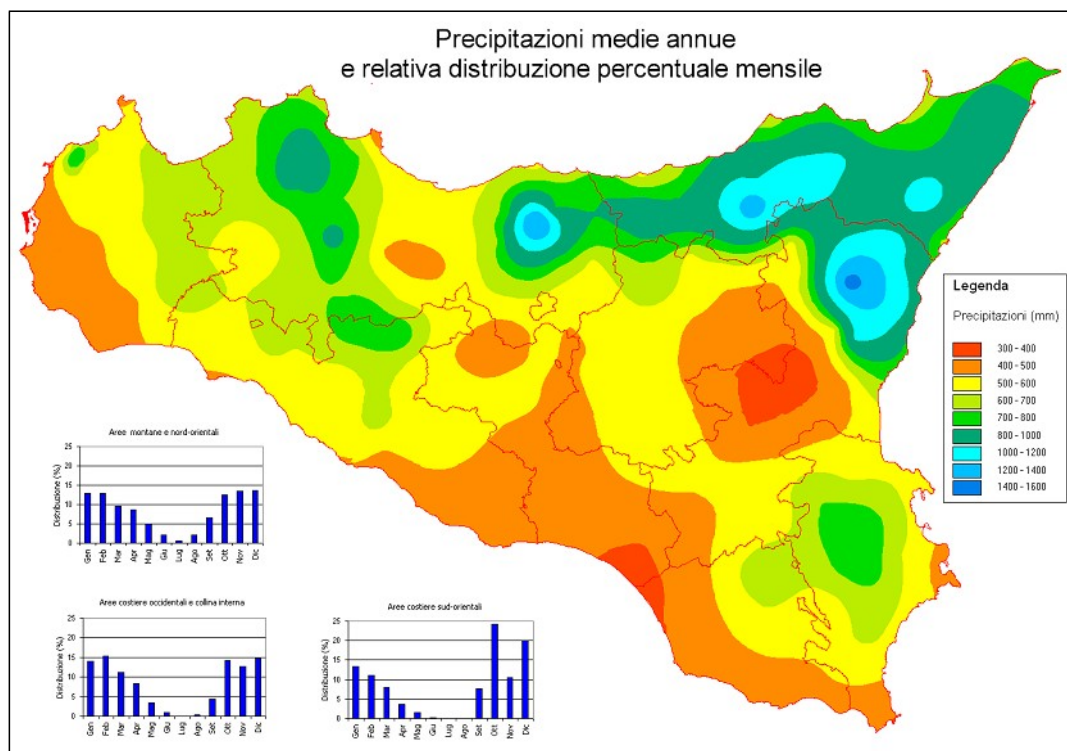 Precipitazioni medie annue
e relativa distribuzione percentuale mensile
Legenda
Precipitazioni (mm)
300 - 400
400 - 500
500 - 600
600 - 700
700 - 800
800 - 1000
1000 - 1200
1200 - 1400
1400 - 1600
Aree montane e nord-orientali
Distribuzione (%)
25
20
15
10
5
0
Gen Feb Mar Apr Mag Giu Lug Ago Set Ott Nov Dic
Aree costiere occidentali e collina interna
Distribuzione (%)
25
20
15
10
5
0
Gen Feb Mar Apr Mag Giu Lug Ago Set Ott Nov Dic
Aree costiere sud-orientali
Distribuzione (%)
25
20
15
10
5
0
Gen Feb Mar Apr Mag Giu Lug Ago Set Ott Nov Dic